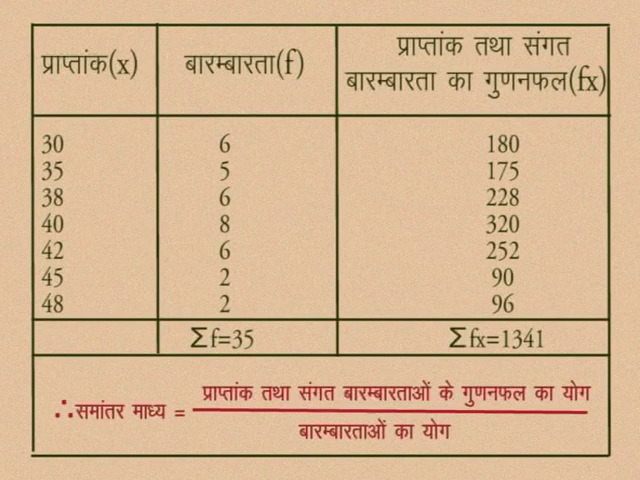 प्राप्तांक(x) बारम्बारता(f) प्राप्तांक तथा संगत
बारम्बारता का गुणनफल(fx)
30 6 180
35 5 175
38 6 228
40 8 320
42 6 252
45 2 90
48 2 96
Σf=35 Σfx=1341
∴समांतर माध्य = प्राप्तांक तथा संगत बारम्बारताओं के गुणनफल का योग
बारम्बारताओं का योग